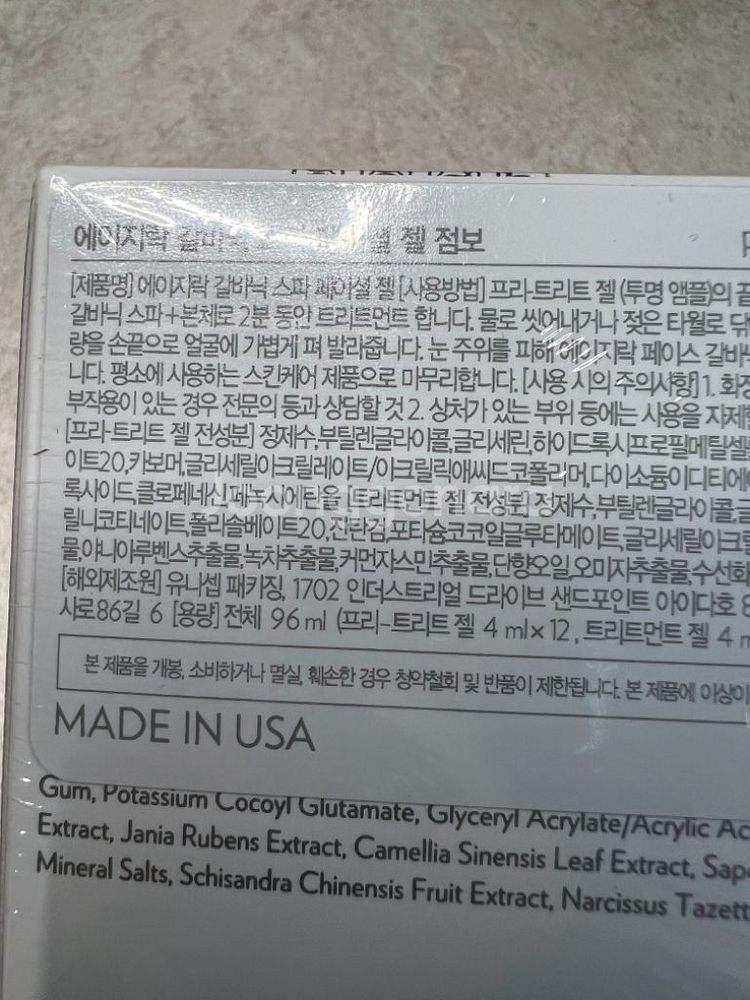 에이지락 갈바닉 스파 페이셜 젤 정보
[제품명] 에이지락 갈바닉 스파 페이셜 젤 [사용방법] 프리-트리트 젤 (투명 앰플)의
갈바닉 스파+본체로 2분 동안 트리트먼트 합니다. 물로 씻어내거나 젖은 타월로
량을 손끝으로 얼굴에 가볍게 펴 발라줍니다. 눈 주위를 피해 에이지락 페이스
니다. 평소에 사용하는 스킨케어 제품으로 마무리합니다. [사용 시의 주의사항] 1.
부작용이 있는 경우 전문의 등과 상담할 것 2. 상처가 있는 부위 등에는 사용을
[프리-트리트 젤 전성분] 정제수,부틸렌글라이콜,글리세린,하이드록시프로필메틸셀
이트20,카보머,글리세릴아크릴레이트/아크릴릭애씨드코폴리머,다이소듐이디티에
록사이드,클로페네신,페녹시에탄올 [트리트먼트 젤 전성분] 정제수,부틸렌글라이콜,
릴니코티네이트,폴리솔베이트20,잔탄검,포타슘코코일글루타메이트,글리세릴아크릴
물,야니아루벤스추출물,녹차추출물,커먼자스민추출물,단향오일,오미자추출물,수선화
[해외제조원] 유니셉 패키징, 1702 인더스트리얼 드라이브 샌드포인트 아이다호
사로86길 6 [용량] 전체 96 ml (프리-트리트 젤 4 ml×12, 트리트먼트 젤 4
본 제품을 개봉, 소비하거나 멸실, 훼손한 경우 청약철회 및 반품이 제한됩니다. 본 제품에 이상이
MADE IN USA
Gum, Potassium Cocoyl Glutamate, Glyceryl Acrylate/Acrylic Ac
Extract, Jania Rubens Extract, Camellia Sinensis Leaf Extract, Sap
Mineral Salts, Schisandra Chinensis Fruit Extract, Narcissus Tazett